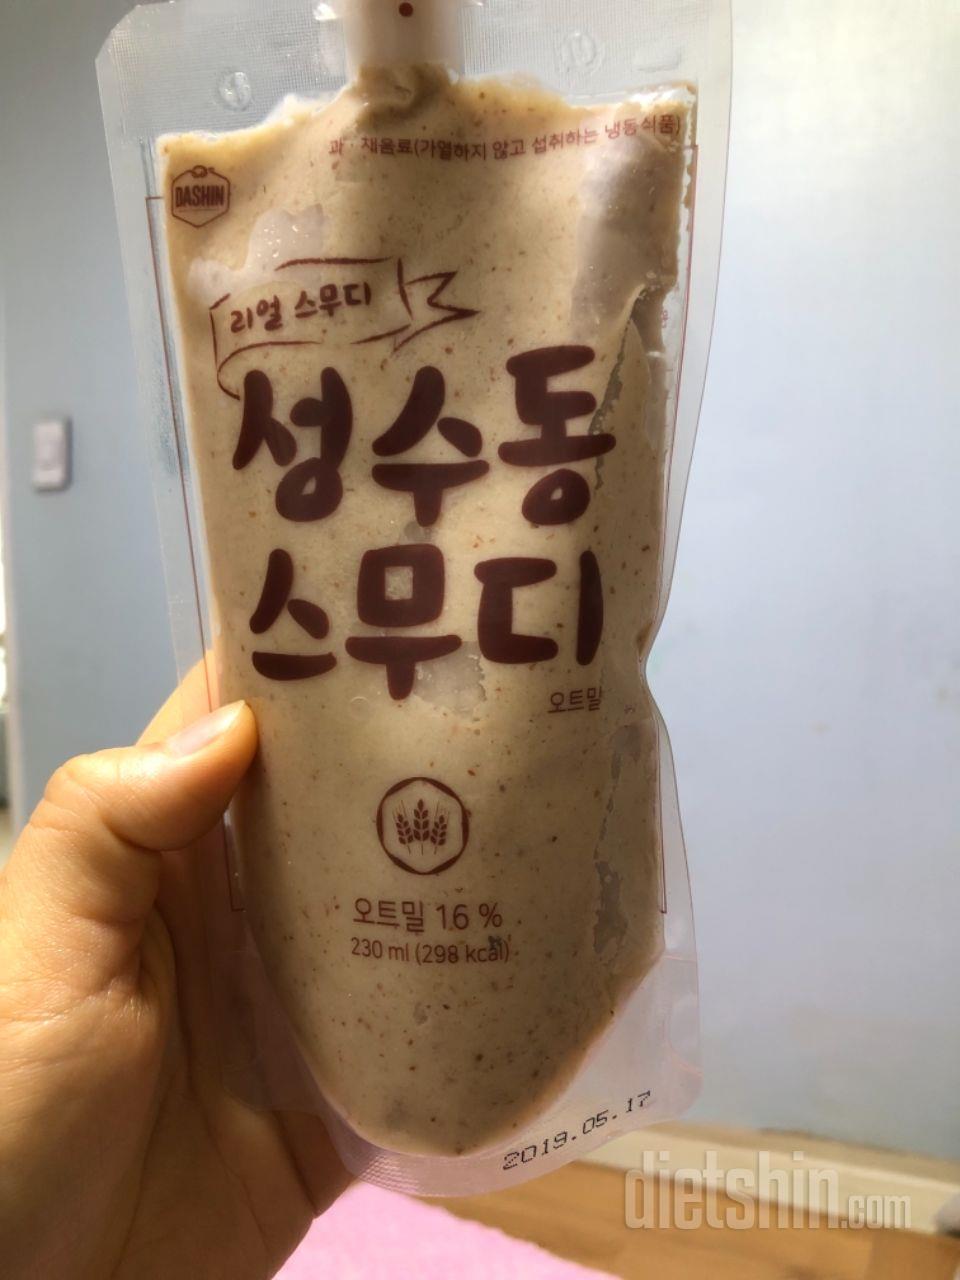 과·채음료(가열하지 않고 섭취하는 냉동식품)
DASHIN
리얼 스무디
성수동
스무디
오트밀
오트밀 16 %
230 ml (298 kcal)
2019.05.17
dietshin.com